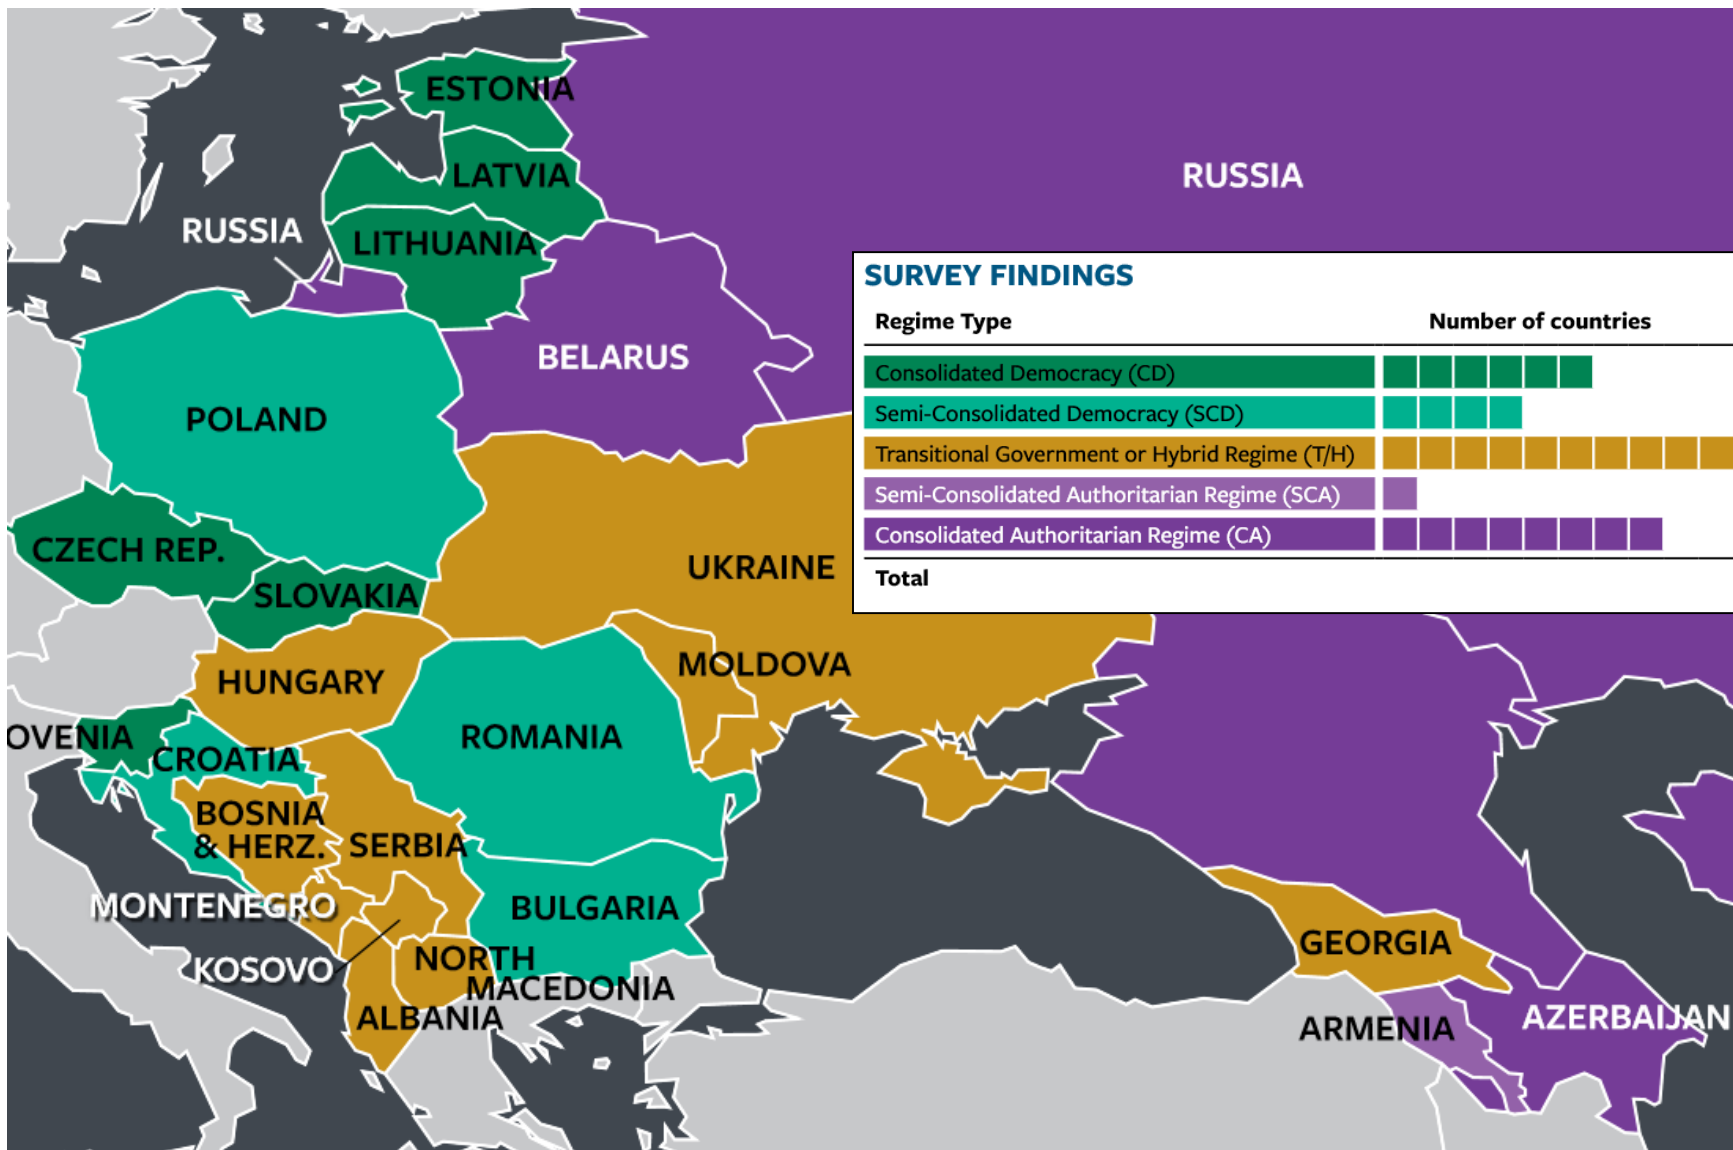 ESTONIA
LATVIA
RUSSIA
RUSSIA
LITHUANIA
BELARUS
POLAND
SURVEY FINDINGS
Regime Type Number of countries
Consolidated Democracy (CD)
Semi-Consolidated Democracy (SCD)
Transitional Government or Hybrid Regime (T/H)
Semi-Consolidated Authoritarian Regime (SCA)
Consolidated Authoritarian Regime (CA)
Total
CZECH REP.
SLOVAKIA
UKRAINE
HUNGARY
MOLDOVA
OVENIA
CROATIA
ROMANIA
BOSNIA
& HERZ.
SERBIA
MONTENEGRO
BULGARIA
KOSOVO
NORTH
MACEDONIA
ALBANIA
GEORGIA
ARMENIA
AZERBAIJAN